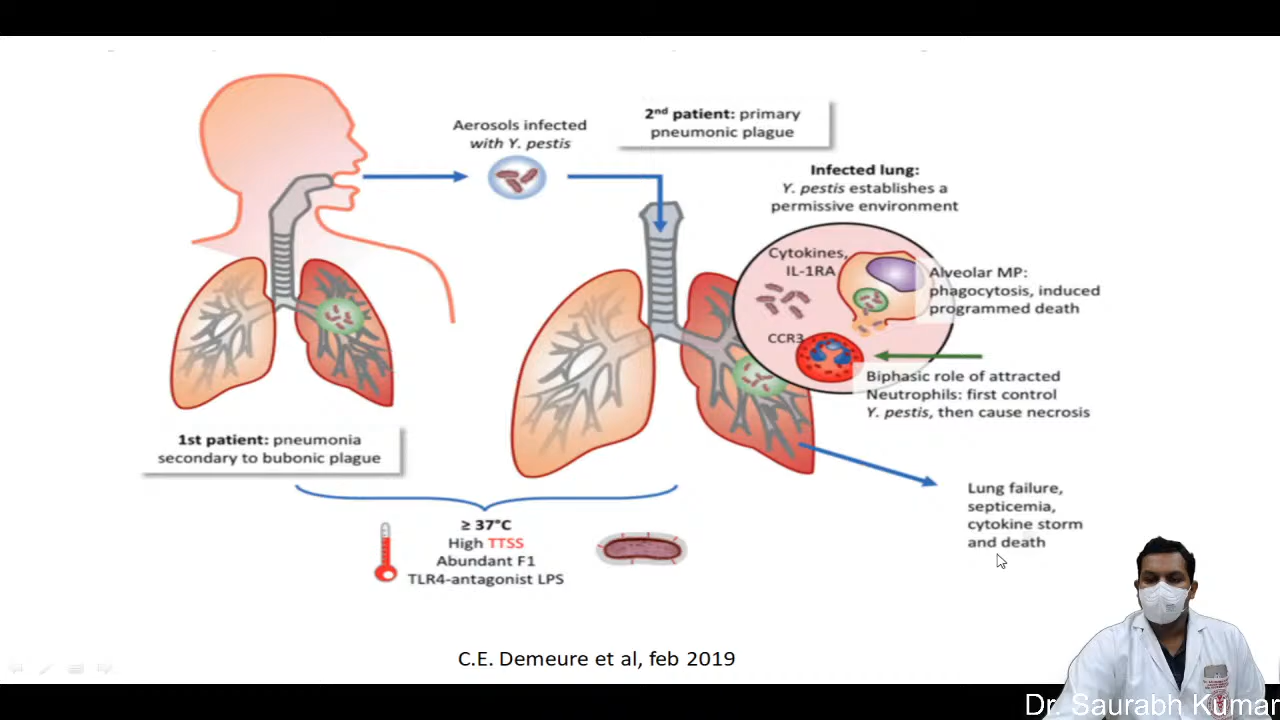 Aerosols infected
with Y. pestis
2nd patient: primary
pneumonic plague
Infected lung:
Y. pestis establishes a
permissive environment
Cytokines,
IL-1RA
Alveolar MP:
phagocytosis, induced
programmed death
CCR3
Biphasic role of attracted
Neutrophils: first control
Y. pestis, then cause necrosis
1st patient: pneumonia
secondary to bubonic plague
Lung failure,
septicemia,
cytokine storm
and death
≥ 37°C
High TTSS
Abundant F1
TLR4-antagonist LPS
C.E. Demeure et al, feb 2019
Dr. Saurabh Kumar